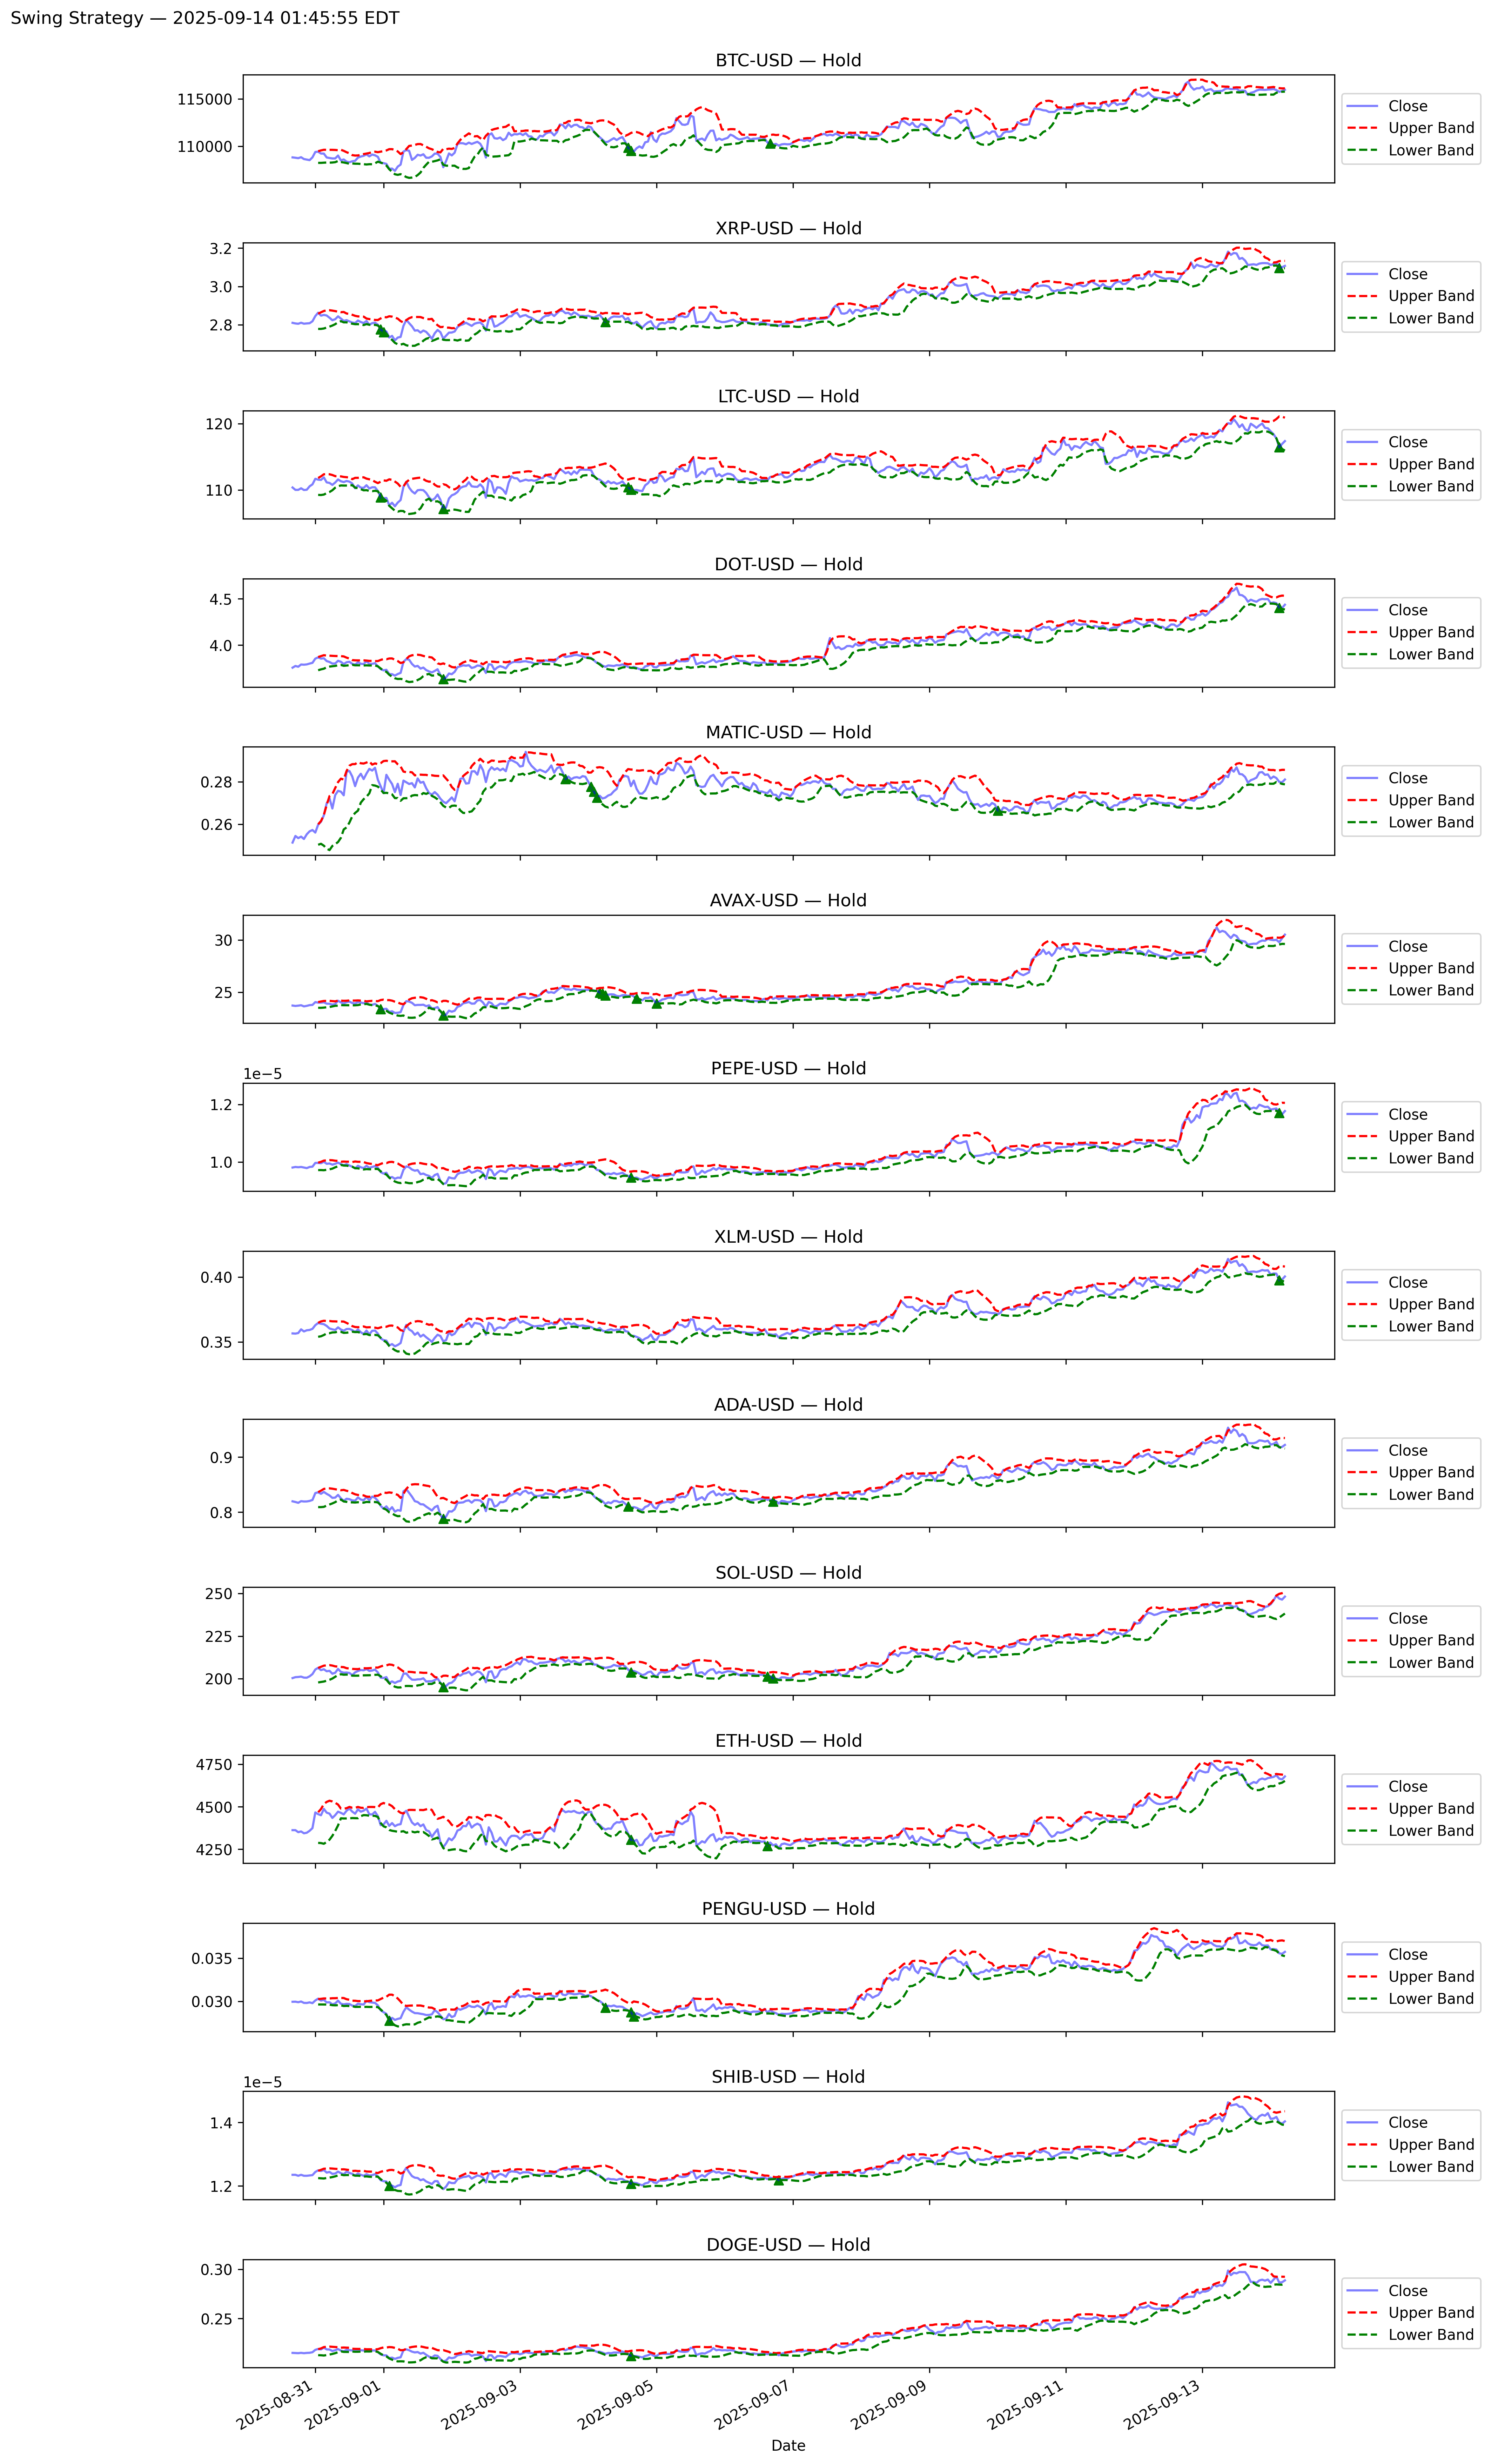 Swing Strategy — 2025-09-14 01:45:55 EDT
BTC-USD — Hold
115000
110000
Close
Upper Band
Lower Band
XRP-USD — Hold
3.2
3.0
2.8
Close
Upper Band
Lower Band
LTC-USD — Hold
120
110
Close
Upper Band
Lower Band
DOT-USD — Hold
4.5
4.0
Close
Upper Band
Lower Band
MATIC-USD — Hold
0.28
0.26
Close
Upper Band
Lower Band
AVAX-USD — Hold
30
25
Close
Upper Band
Lower Band
PEPE-USD — Hold
1e−5
1.2
1.0
Close
Upper Band
Lower Band
XLM-USD — Hold
0.40
0.35
Close
Upper Band
Lower Band
ADA-USD — Hold
0.9
0.8
Close
Upper Band
Lower Band
SOL-USD — Hold
250
225
200
Close
Upper Band
Lower Band
ETH-USD — Hold
4750
4500
4250
Close
Upper Band
Lower Band
PENGU-USD — Hold
0.035
0.030
Close
Upper Band
Lower Band
SHIB-USD — Hold
1e−5
1.4
1.2
Close
Upper Band
Lower Band
DOGE-USD — Hold
0.30
0.25
Close
Upper Band
Lower Band
2025-08-31
2025-09-01
2025-09-03
2025-09-05
2025-09-07
2025-09-09
2025-09-11
2025-09-13
Date